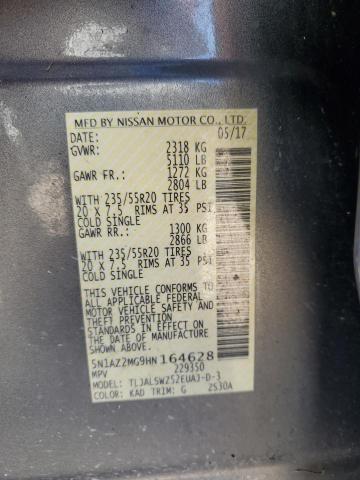 MFD BY NISSAN MOTOR CO., LTD.
DATE: 05/17
GVWR: 2318 KG
5110 LB
GAWR FR.: 1272 KG
2804 LB
WITH 235/55R20 TIRES
20 X 7.5 RIMS AT 35 PSI
COLD SINGLE
GAWR RR.: 1300 KG
2866 LB
WITH 235/55R20 TIRES
20 X 7.5 RIMS AT 35 PSI
COLD SINGLE
THIS VEHICLE CONFORMS TO
ALL APPLICABLE FEDERAL
MOTOR VEHICLE SAFETY
AND THEFT PREVENTION
STANDARDS IN EFFECT ON
THE DATE OF MANUFACTURE
SHOWN ABOVE.
5N1AZ2MG9HN164628
MPV 229350
MODEL: TLJALSWZ52EUAJ-D-3
COLOR: KAD TRIM: G 2S30A